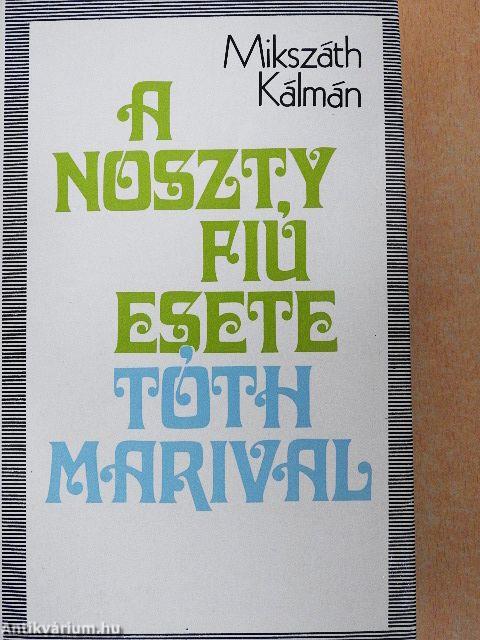 Mikszáth
Kálmán
A
NOSZTY
FIÚ
ESETE
TÓTH
MARIVAL
Antikvárium.hu